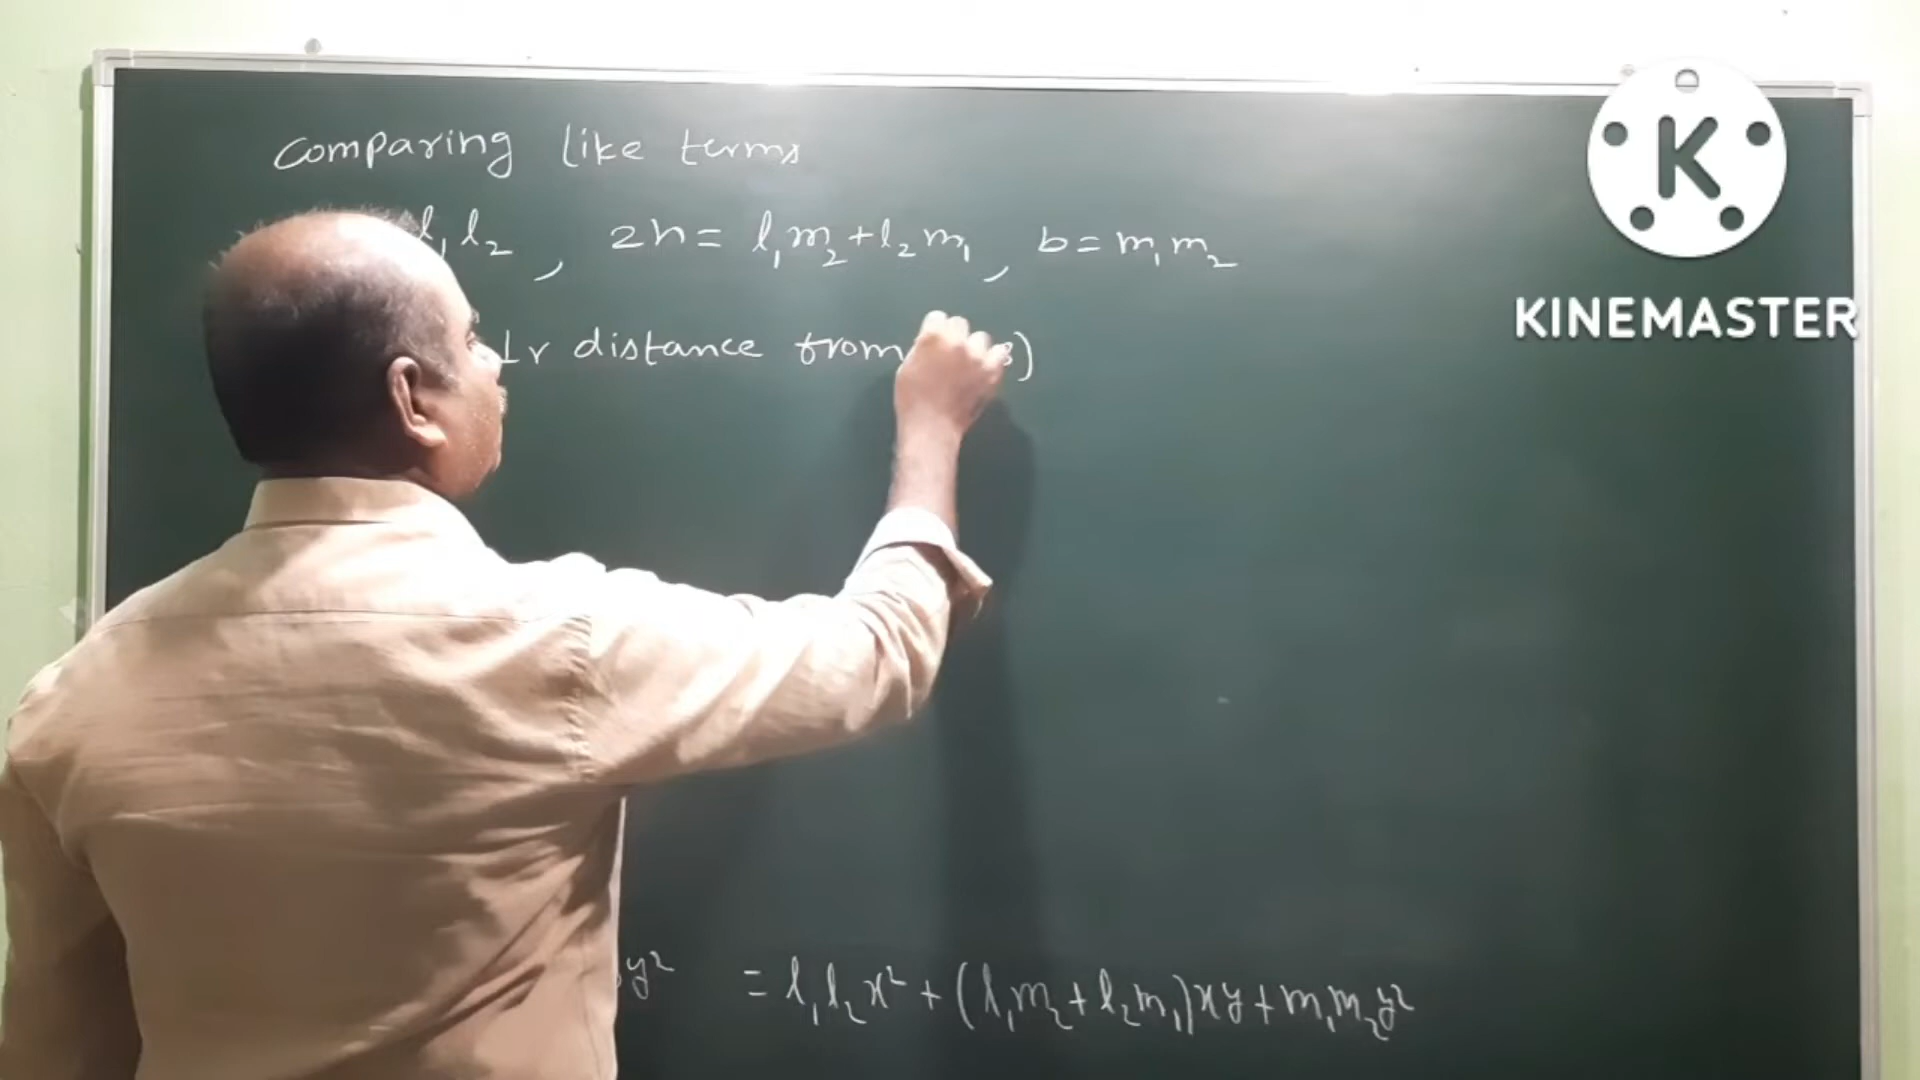 comparing like terms
l₁l₂, 2h = l₁m₂+l₂m₁, b = m₁m₂
⊥r distance from
y² = l₁l₂x² + (l₁m₂+l₂m₁)xy + m₁m₂y²
K
KINEMASTER